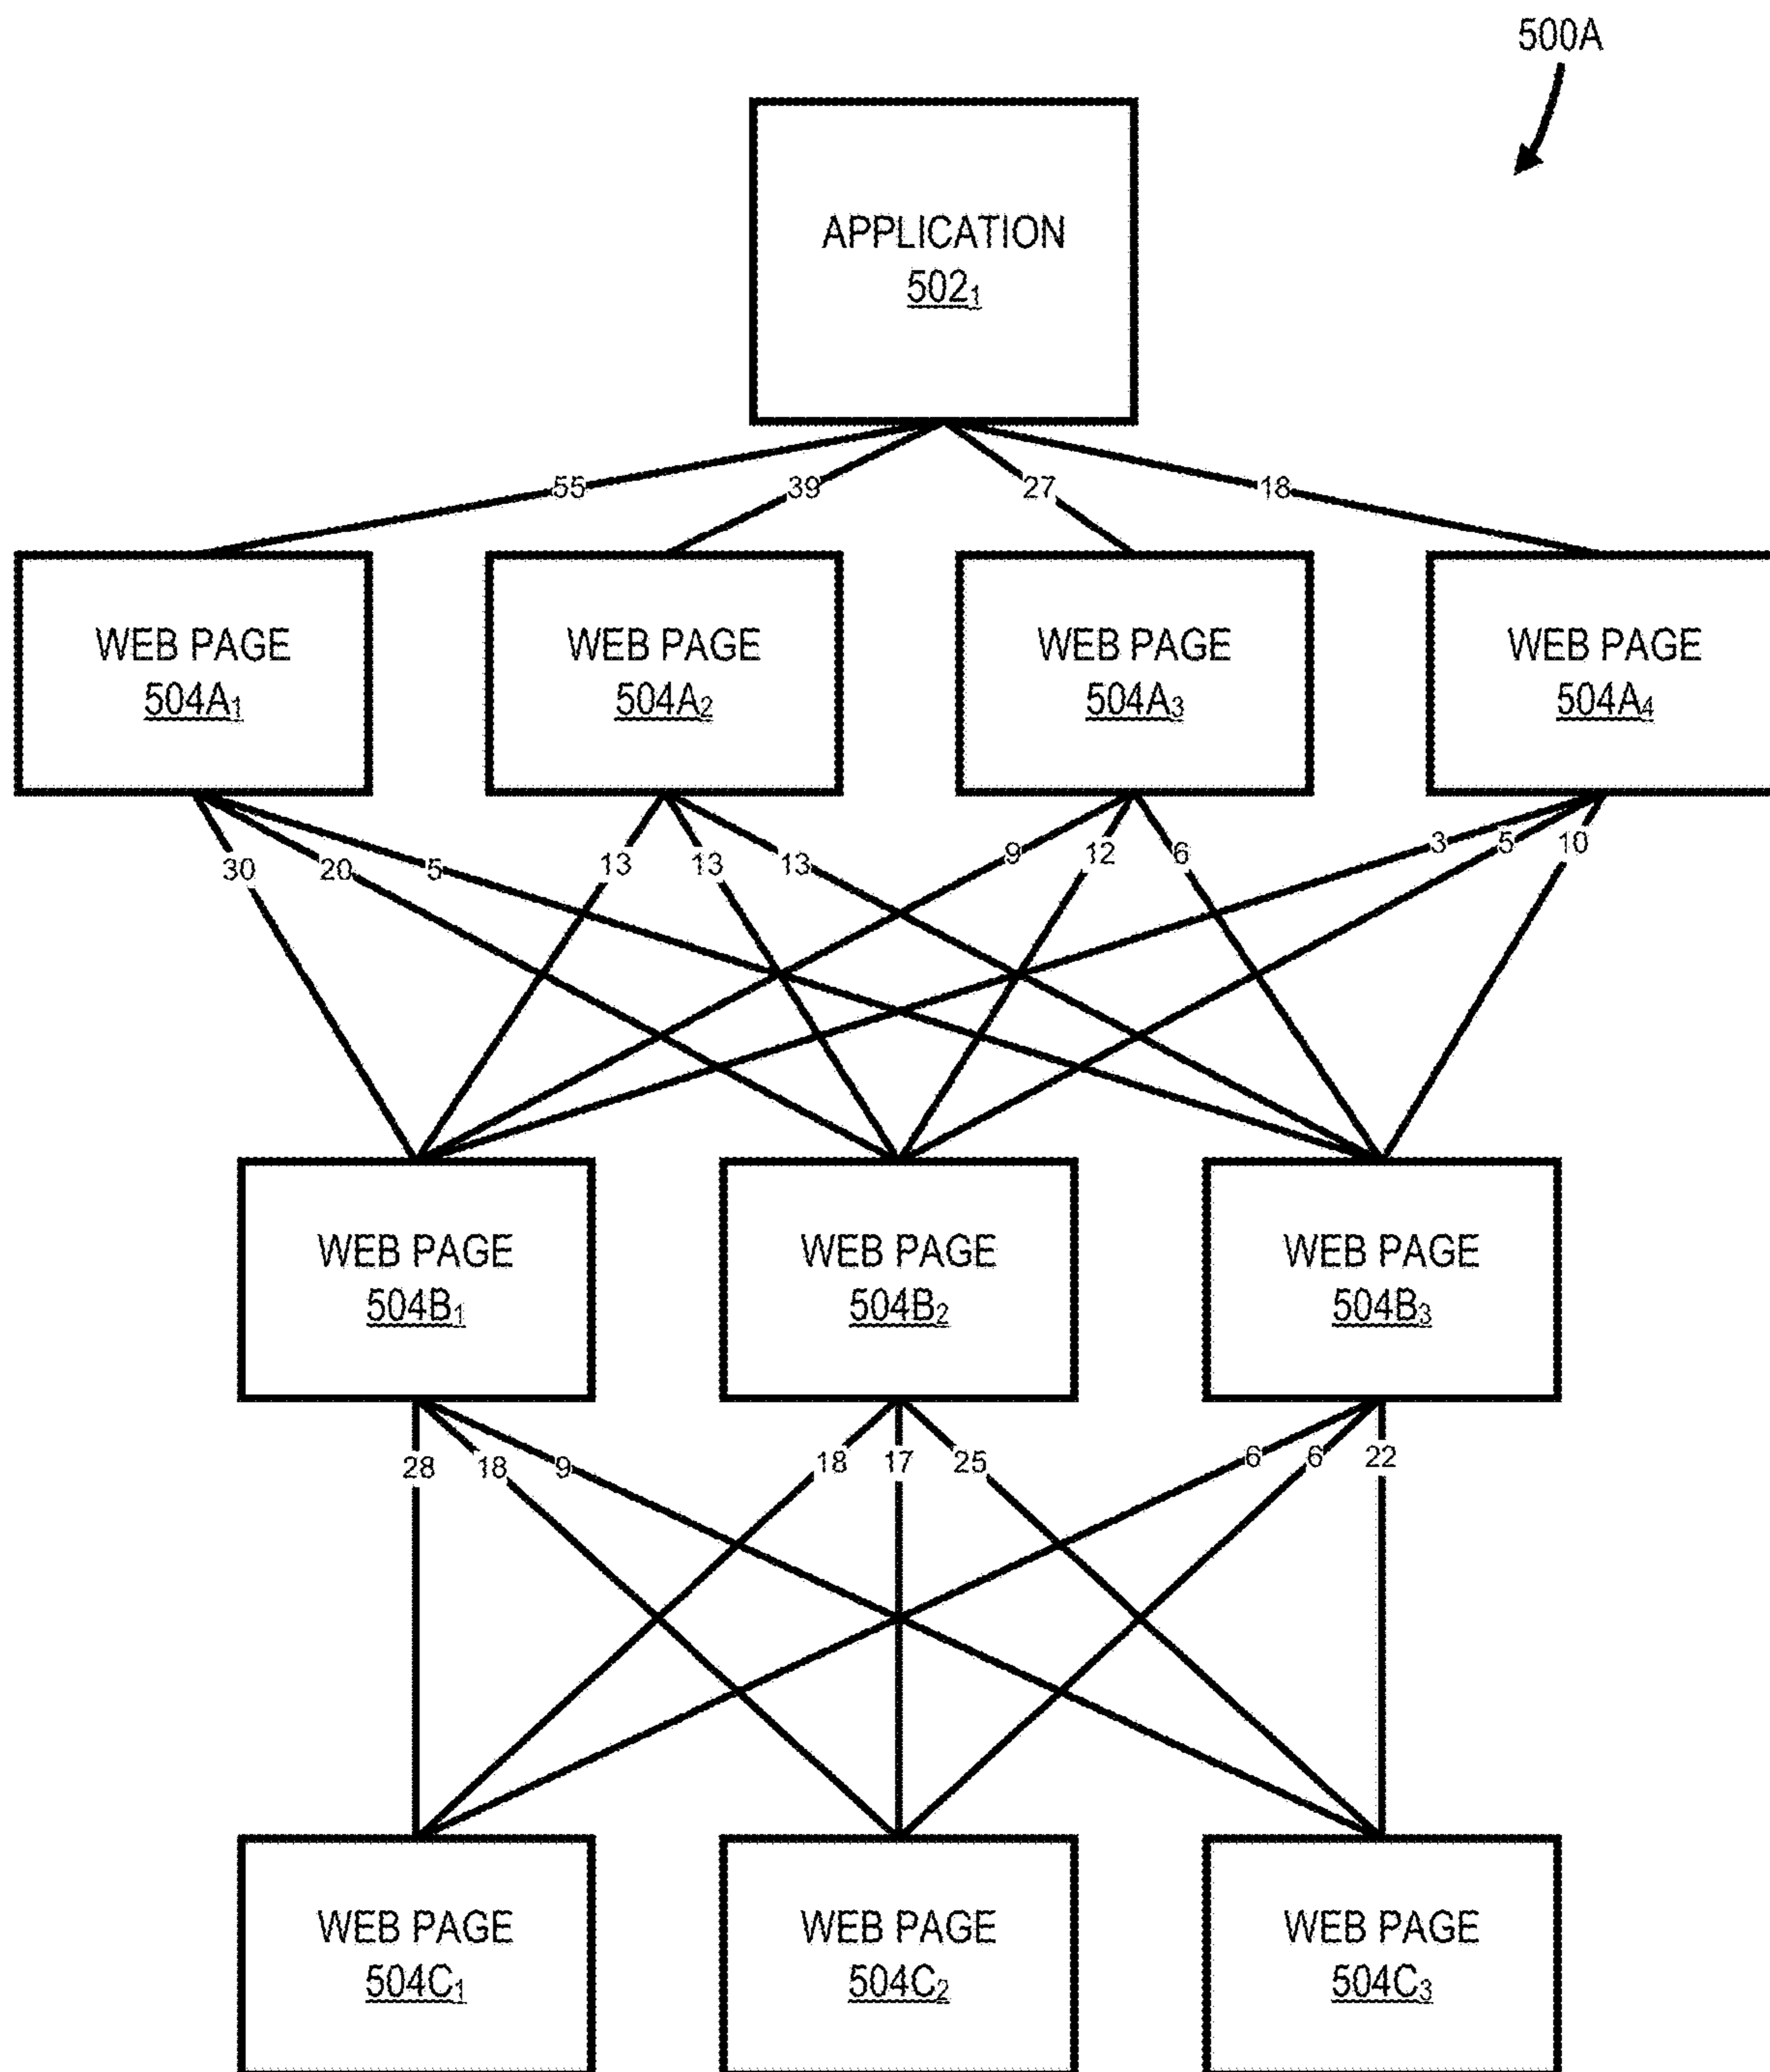 500A
APPLICATION
502₁
55 39 27 18
WEB PAGE
504A₁
WEB PAGE
504A₂
WEB PAGE
504A₃
WEB PAGE
504A₄
30 20 5 13 13 13 9 12 6 3 5 10
WEB PAGE
504B₁
WEB PAGE
504B₂
WEB PAGE
504B₃
28 18 9 18 17 25 6 6 22
WEB PAGE
504C₁
WEB PAGE
504C₂
WEB PAGE
504C₃